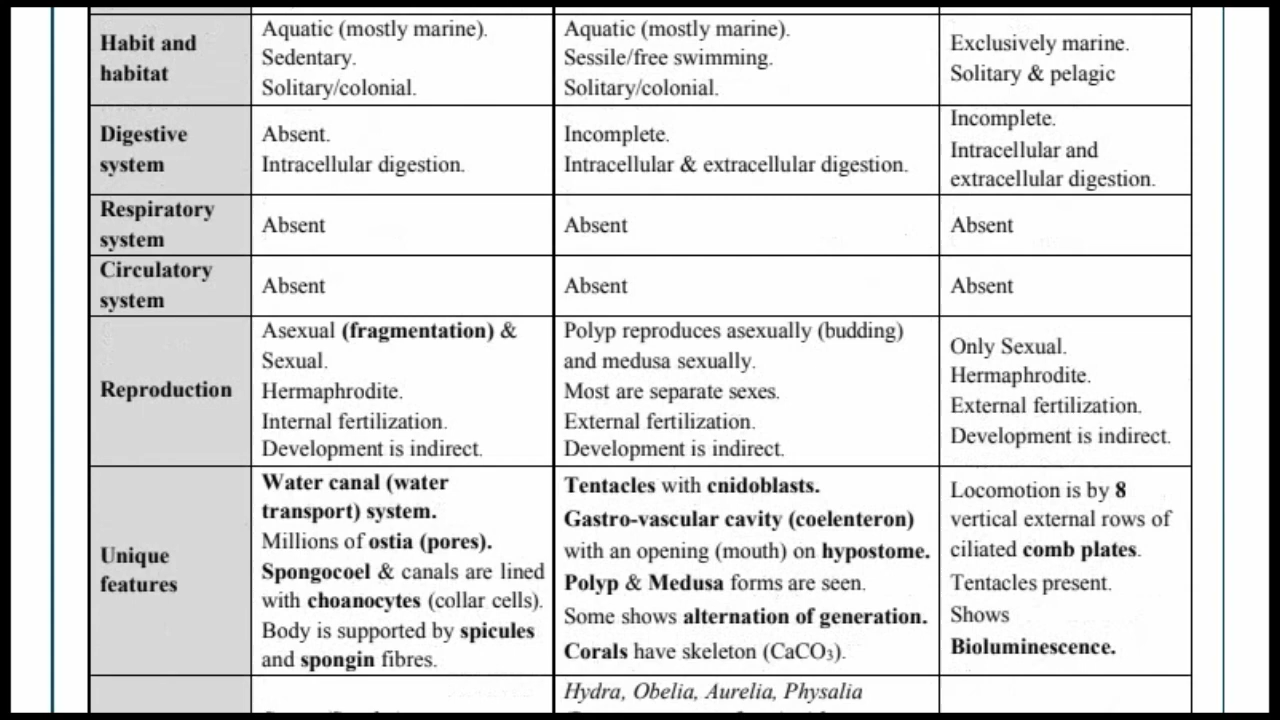 Habit and
habitat
Aquatic (mostly marine).
Sedentary.
Solitary/colonial.
Aquatic (mostly marine).
Sessile/free swimming.
Solitary/colonial.
Exclusively marine.
Solitary & pelagic
Digestive
system
Absent.
Intracellular digestion.
Incomplete.
Intracellular & extracellular digestion.
Incomplete.
Intracellular and
extracellular digestion.
Respiratory
system
Absent
Absent
Absent
Circulatory
system
Absent
Absent
Absent
Reproduction
Asexual (fragmentation) &
Sexual.
Hermaphrodite.
Internal fertilization.
Development is indirect.
Polyp reproduces asexually (budding)
and medusa sexually.
Most are separate sexes.
External fertilization.
Development is indirect.
Only Sexual.
Hermaphrodite.
External fertilization.
Development is indirect.
Unique
features
Water canal (water
transport) system.
Millions of ostia (pores).
Spongocoel & canals are lined
with choanocytes (collar cells).
Body is supported by spicules
and spongin fibres.
Tentacles with cnidoblasts.
Gastro-vascular cavity (coelenteron)
with an opening (mouth) on hypostome.
Polyp & Medusa forms are seen.
Some shows alternation of generation.
Corals have skeleton (CaCO₃).
Locomotion is by 8
vertical external rows of
ciliated comb plates.
Tentacles present.
Shows
Bioluminescence.
Hydra, Obelia, Aurelia, Physalia